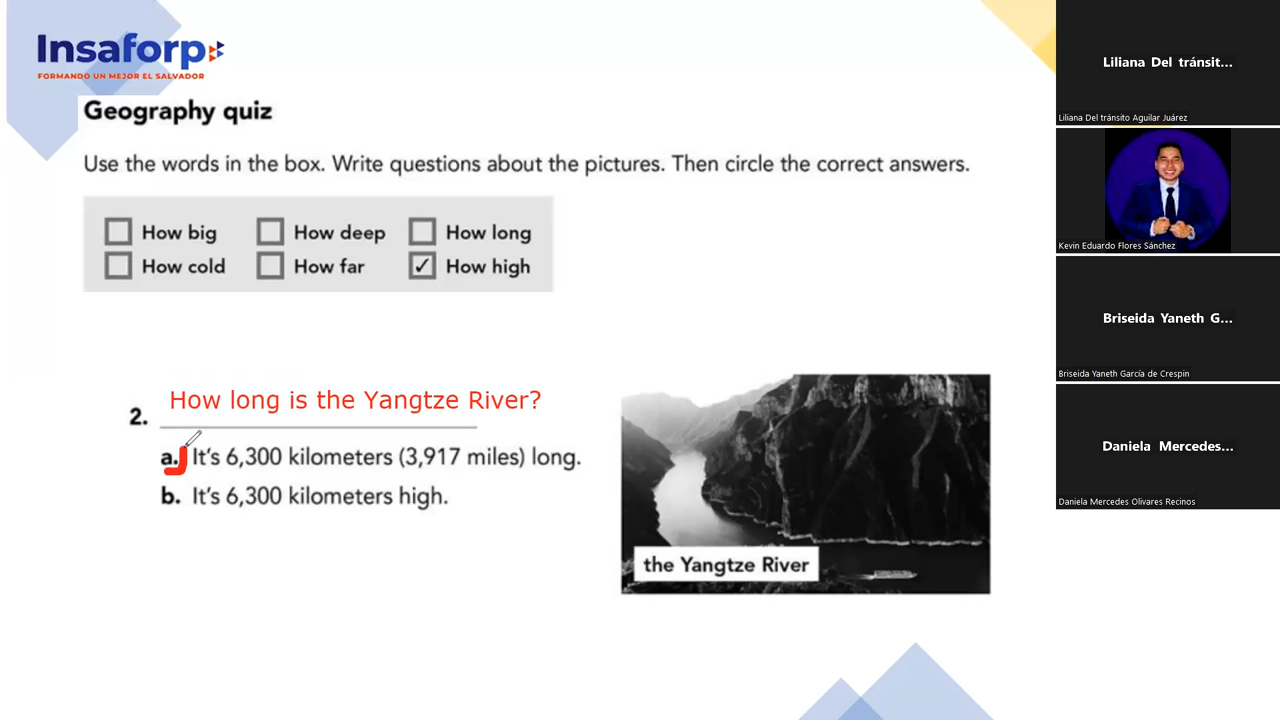 Insaforp
FORMANDO UN MEJOR EL SALVADOR
Geography quiz
Use the words in the box. Write questions about the pictures. Then circle the correct answers.
How big
How deep
How long
How cold
How far
✓ How high
2. How long is the Yangtze River?
a. It's 6,300 kilometers (3,917 miles) long.
b. It's 6,300 kilometers high.
the Yangtze River
Liliana Del tránsit...
Liliana Del tránsito Aguilar Juárez
Kevin Eduardo Flores Sánchez
Briseida Yaneth G...
Briseida Yaneth García de Crespin
Daniela Mercedes...
Daniela Mercedes Olivares Recinos